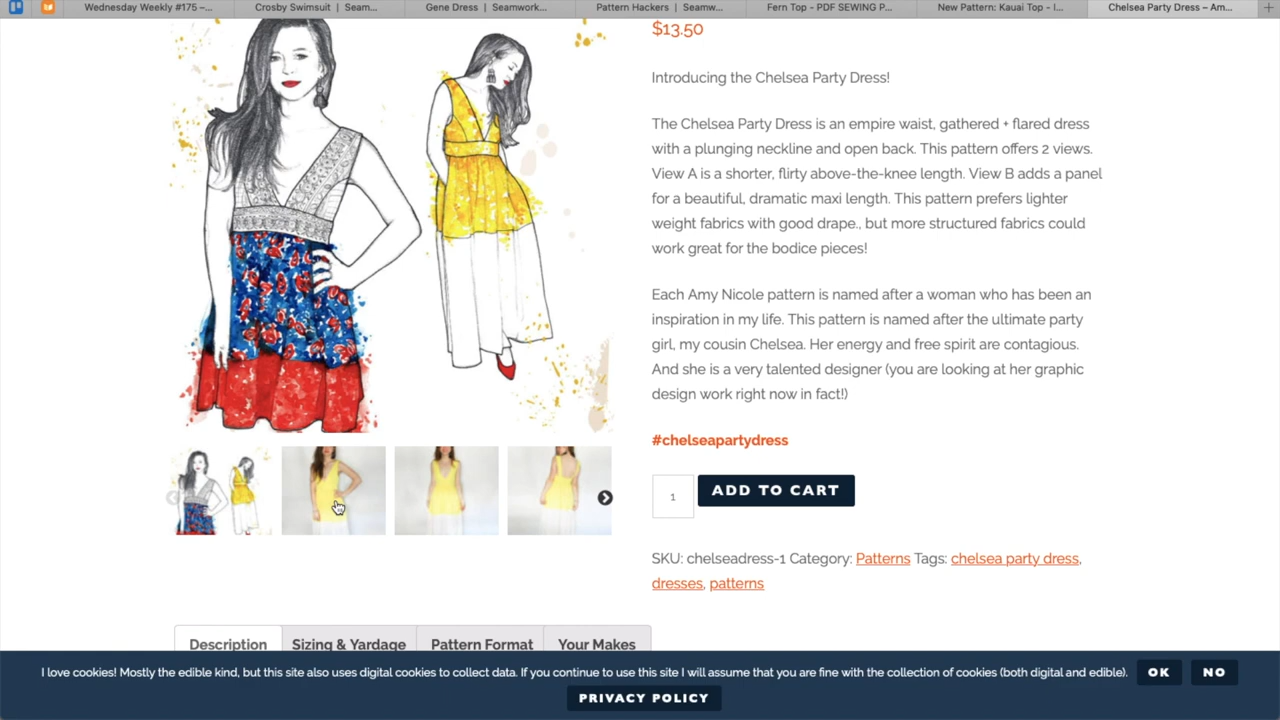 Wednesday Weekly #175 –...
Crosby Swimsuit | Seam...
Gene Dress | Seamwork...
Pattern Hackers | Seamw...
Fern Top - PDF SEWING P...
New Pattern: Kauai Top - I...
Chelsea Party Dress – Am...
$13.50
Introducing the Chelsea Party Dress!
The Chelsea Party Dress is an empire waist, gathered + flared dress
with a plunging neckline and open back. This pattern offers 2 views.
View A is a shorter, flirty above-the-knee length. View B adds a panel
for a beautiful, dramatic maxi length. This pattern prefers lighter
weight fabrics with good drape., but more structured fabrics could
work great for the bodice pieces!
Each Amy Nicole pattern is named after a woman who has been an
inspiration in my life. This pattern is named after the ultimate party
girl, my cousin Chelsea. Her energy and free spirit are contagious.
And she is a very talented designer (you are looking at her graphic
design work right now in fact!)
#chelseapartydress
1
ADD TO CART
SKU: chelseadress-1 Category: Patterns Tags: chelsea party dress,
dresses, patterns
Description
Sizing & Yardage
Pattern Format
Your Makes
I love cookies! Mostly the edible kind, but this site also uses digital cookies to collect data. If you continue to use this site I will assume that you are fine with the collection of cookies (both digital and edible).
OK
NO
PRIVACY POLICY